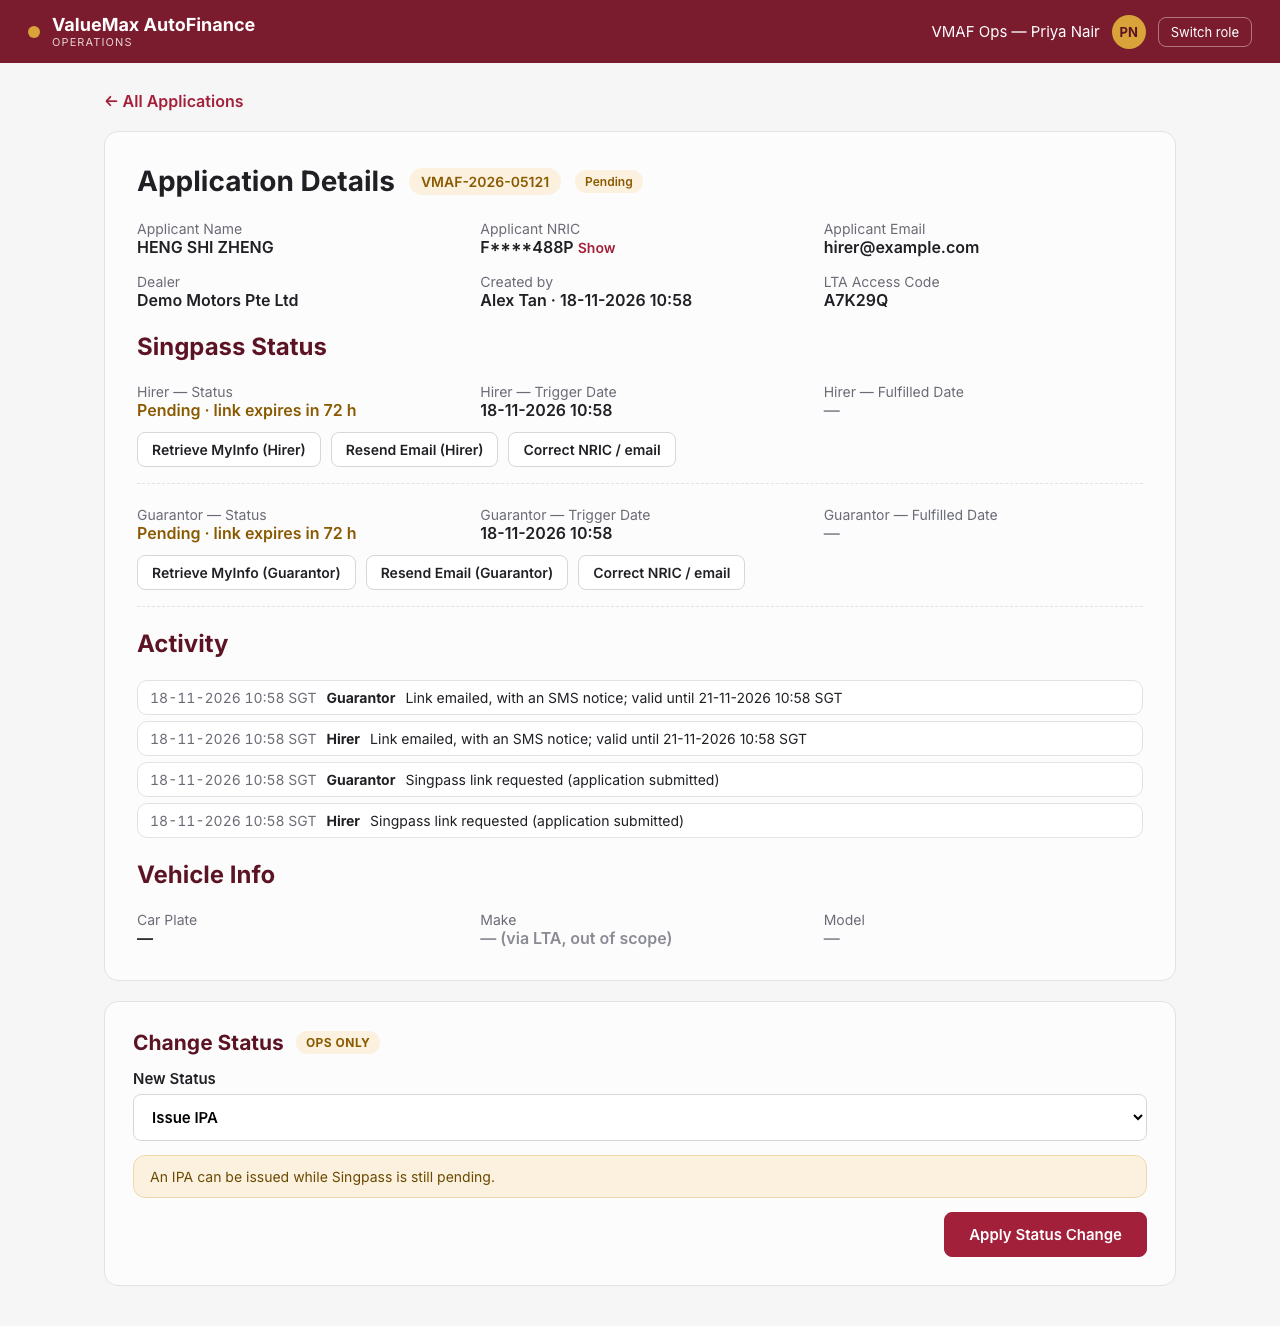 ValueMax AutoFinance
OPERATIONS
VMAF Ops — Priya Nair PN Switch role
← All Applications
Application Details VMAF-2026-05121 Pending
Applicant Name Applicant NRIC Applicant Email
HENG SHI ZHENG F****488P Show hirer@example.com
Dealer Created by LTA Access Code
Demo Motors Pte Ltd Alex Tan · 18-11-2026 10:58 A7K29Q
Singpass Status
Hirer — Status Hirer — Trigger Date Hirer — Fulfilled Date
Pending · link expires in 72 h 18-11-2026 10:58 —
Retrieve MyInfo (Hirer) Resend Email (Hirer) Correct NRIC / email
Guarantor — Status Guarantor — Trigger Date Guarantor — Fulfilled Date
Pending · link expires in 72 h 18-11-2026 10:58 —
Retrieve MyInfo (Guarantor) Resend Email (Guarantor) Correct NRIC / email
Activity
18-11-2026 10:58 SGT Guarantor Link emailed, with an SMS notice; valid until 21-11-2026 10:58 SGT
18-11-2026 10:58 SGT Hirer Link emailed, with an SMS notice; valid until 21-11-2026 10:58 SGT
18-11-2026 10:58 SGT Guarantor Singpass link requested (application submitted)
18-11-2026 10:58 SGT Hirer Singpass link requested (application submitted)
Vehicle Info
Car Plate Make Model
— — (via LTA, out of scope) —
Change Status OPS ONLY
New Status
Issue IPA
An IPA can be issued while Singpass is still pending.
Apply Status Change